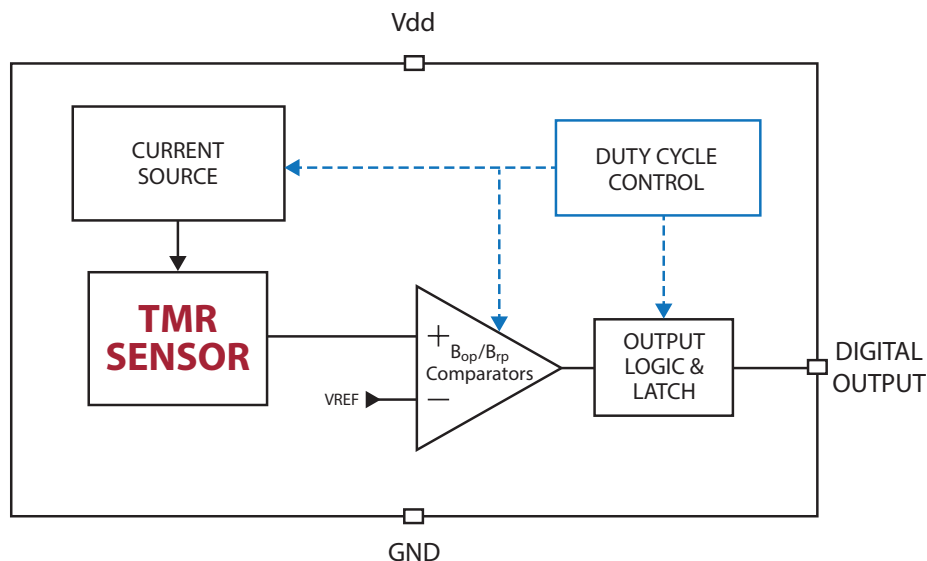 Vdd
CURRENT
SOURCE
DUTY CYCLE
CONTROL
TMR
SENSOR
+
Bop/Brp
Comparators
VREF
−
OUTPUT
LOGIC &
LATCH
DIGITAL
OUTPUT
GND